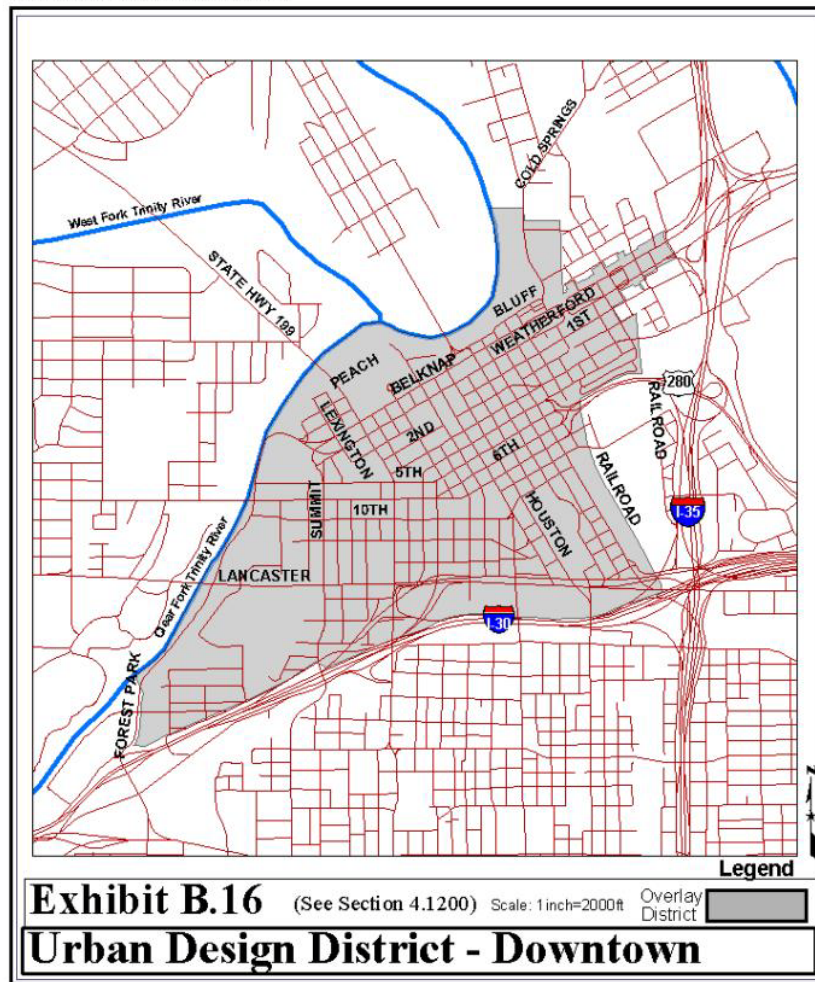 COLD SPRINGS
West Fork Trinity River
STATE HWY 199
BLUFF
WEATHERFORD
1ST
PEACH
BELKNAP
280
RAILROAD
LEXINGTON
2ND
6TH
5TH
RAILROAD
SUMMIT
10TH
HOUSTON
I-35
Clear Fork Trinity River
LANCASTER
I-30
FOREST PARK
N
Legend
Exhibit B.16 (See Section 4.1200) Scale: 1inch=2000ft Overlay
District
Urban Design District - Downtown